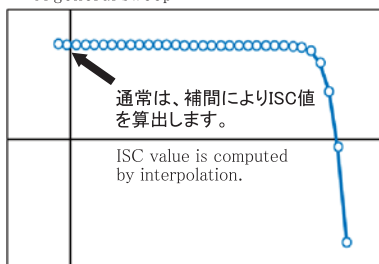 通常は、補間によりISC値
を算出します。
ISC value is computed
by interpolation.